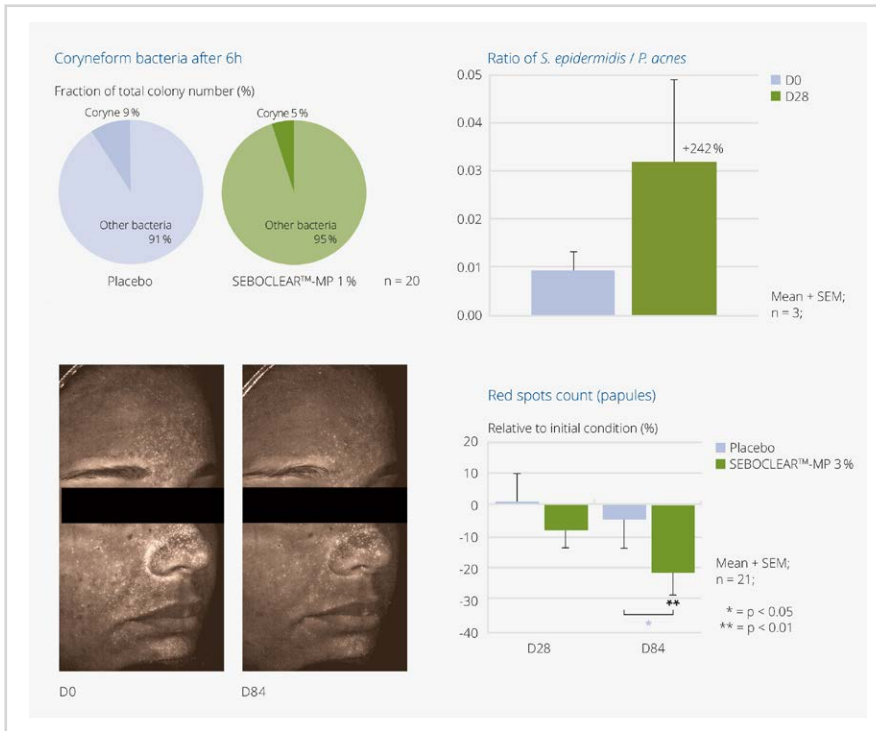 Coryneform bacteria after 6h
Fraction of total colony number (%)
Coryne 9 %
Other bacteria
91 %
Placebo
Coryne 5 %
Other bacteria
95 %
SEBOCLEAR™-MP 1 %
n = 20
Ratio of S. epidermidis / P. acnes
0.05
0.04
0.03
0.02
0.01
0.00
+242 %
D0
D28
Mean + SEM;
n = 3;
D0
D84
Red spots count (papules)
Relative to initial condition (%)
20
10
0
-10
-20
-30
-40
**
*
D28
D84
Placebo
SEBOCLEAR™-MP 3 %
Mean + SEM;
n = 21;
* = p < 0.05
** = p < 0.01